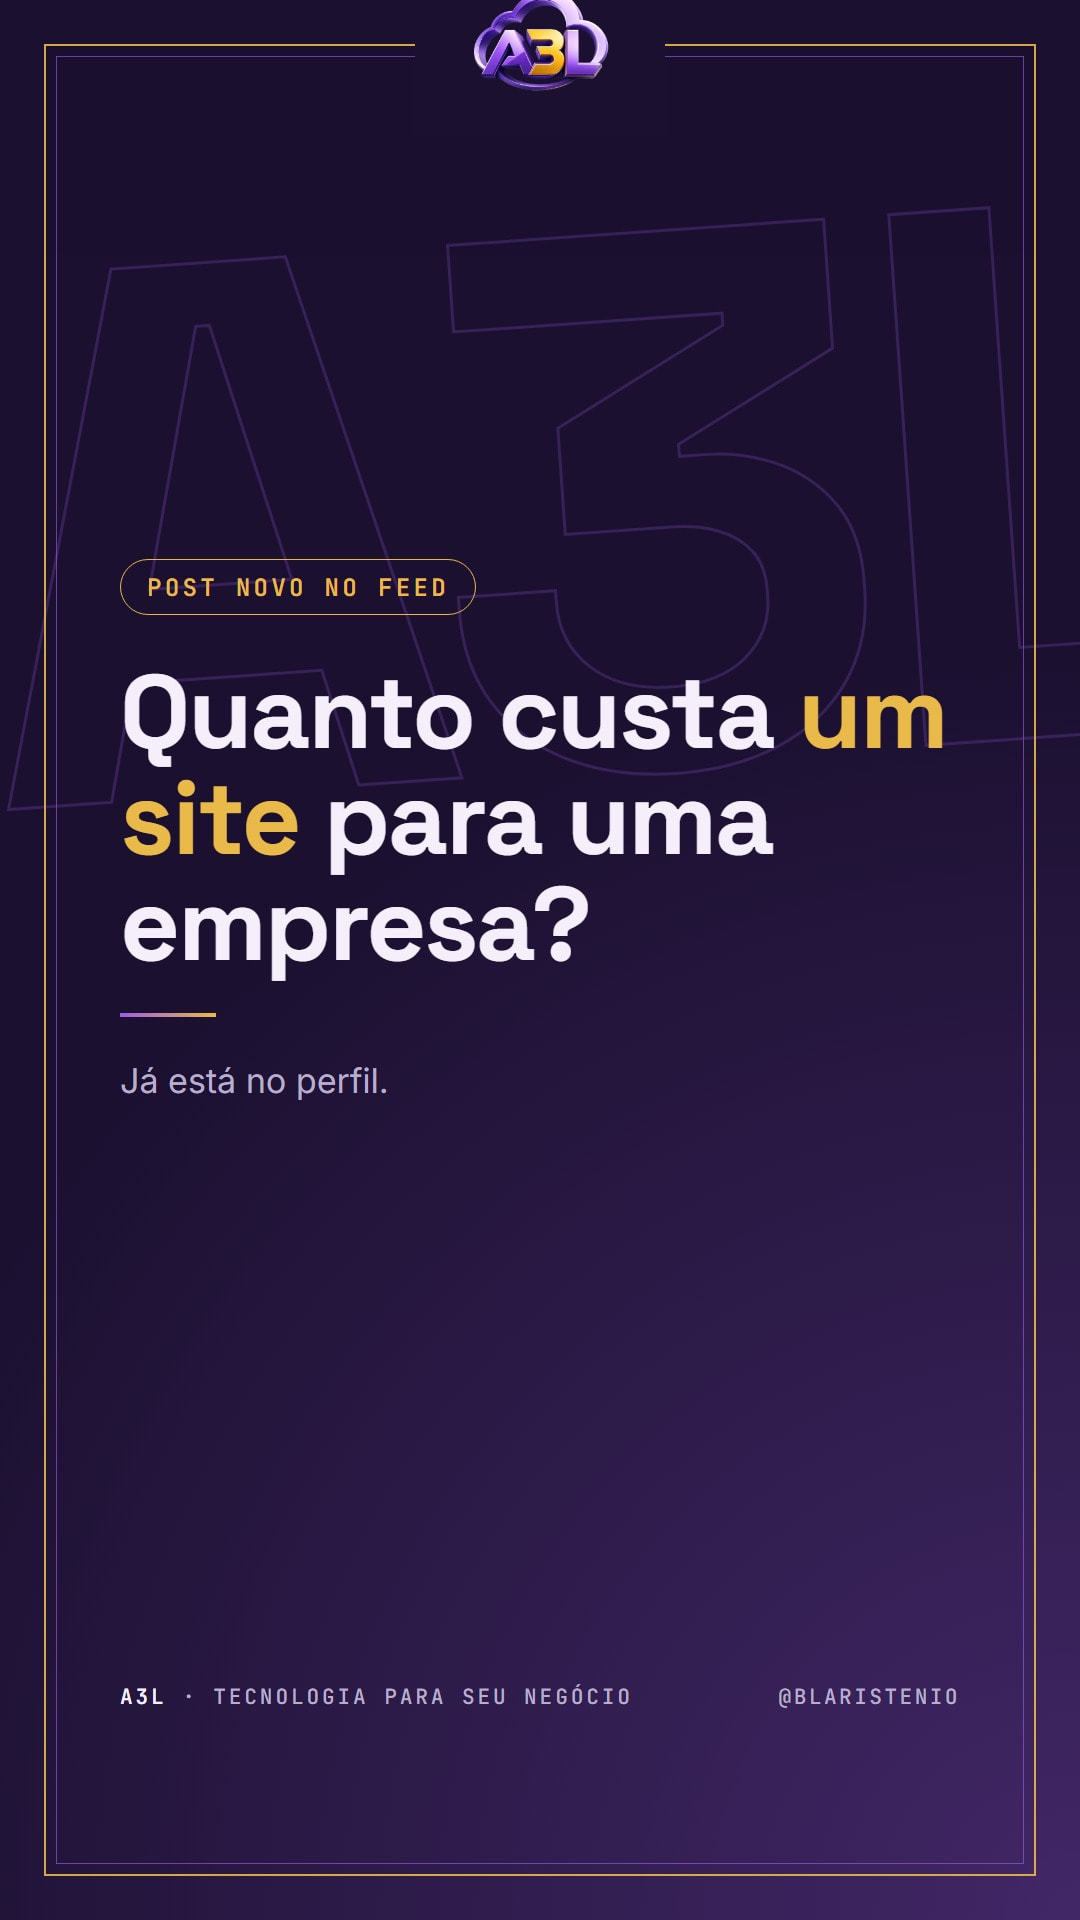 A3L
A3L
POST NOVO NO FEED
Quanto custa um
site para uma
empresa?
Já está no perfil.
A3L · TECNOLOGIA PARA SEU NEGÓCIO
@BLARISTENIO